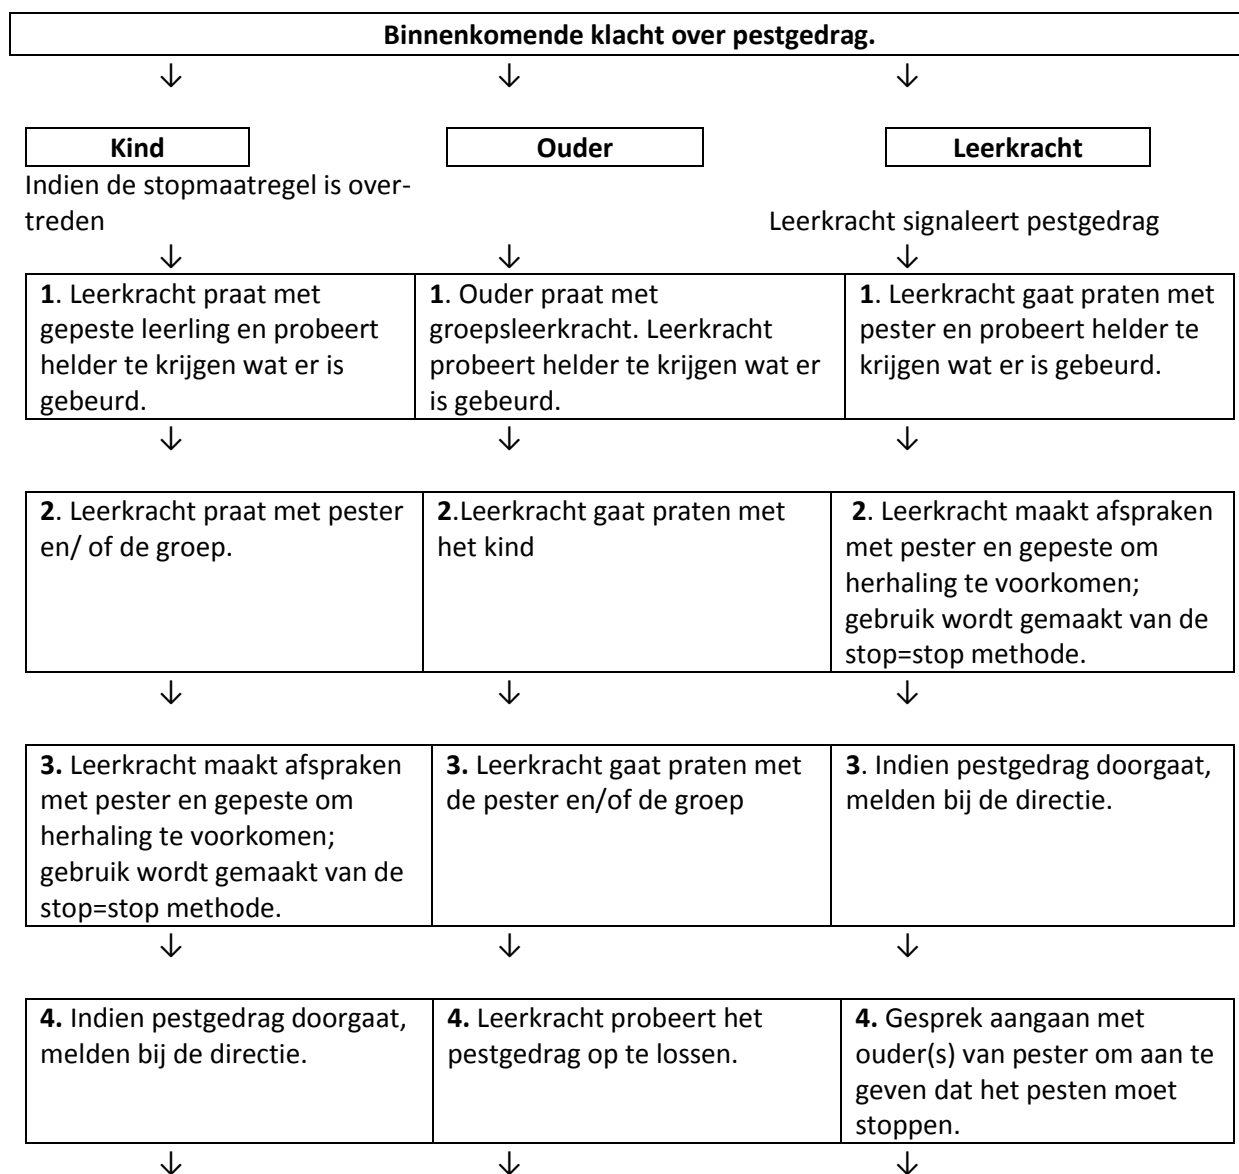 Binnenkomende klacht over pestgedrag.
↓ ↓ ↓
Kind Ouder Leerkracht
Indien de stopmaatregel is over-
treden
Leerkracht signaleert pestgedrag
↓ ↓ ↓
1. Leerkracht praat met
gepeste leerling en probeert
helder te krijgen wat er is
gebeurd.
1. Ouder praat met
groepsleerkracht. Leerkracht
probeert helder te krijgen wat er
is gebeurd.
1. Leerkracht gaat praten met
pester en probeert helder te
krijgen wat er is gebeurd.
↓ ↓ ↓
2. Leerkracht praat met pester
en/ of de groep.
2.Leerkracht gaat praten met
het kind
2. Leerkracht maakt afspraken
met pester en gepeste om
herhaling te voorkomen;
gebruik wordt gemaakt van de
stop=stop methode.
↓ ↓ ↓
3. Leerkracht maakt afspraken
met pester en gepeste om
herhaling te voorkomen;
gebruik wordt gemaakt van de
stop=stop methode.
3. Leerkracht gaat praten met
de pester en/of de groep
3. Indien pestgedrag doorgaat,
melden bij de directie.
↓ ↓ ↓
4. Indien pestgedrag doorgaat,
melden bij de directie.
4. Leerkracht probeert het
pestgedrag op te lossen.
4. Gesprek aangaan met
ouder(s) van pester om aan te
geven dat het pesten moet
stoppen.
↓ ↓ ↓